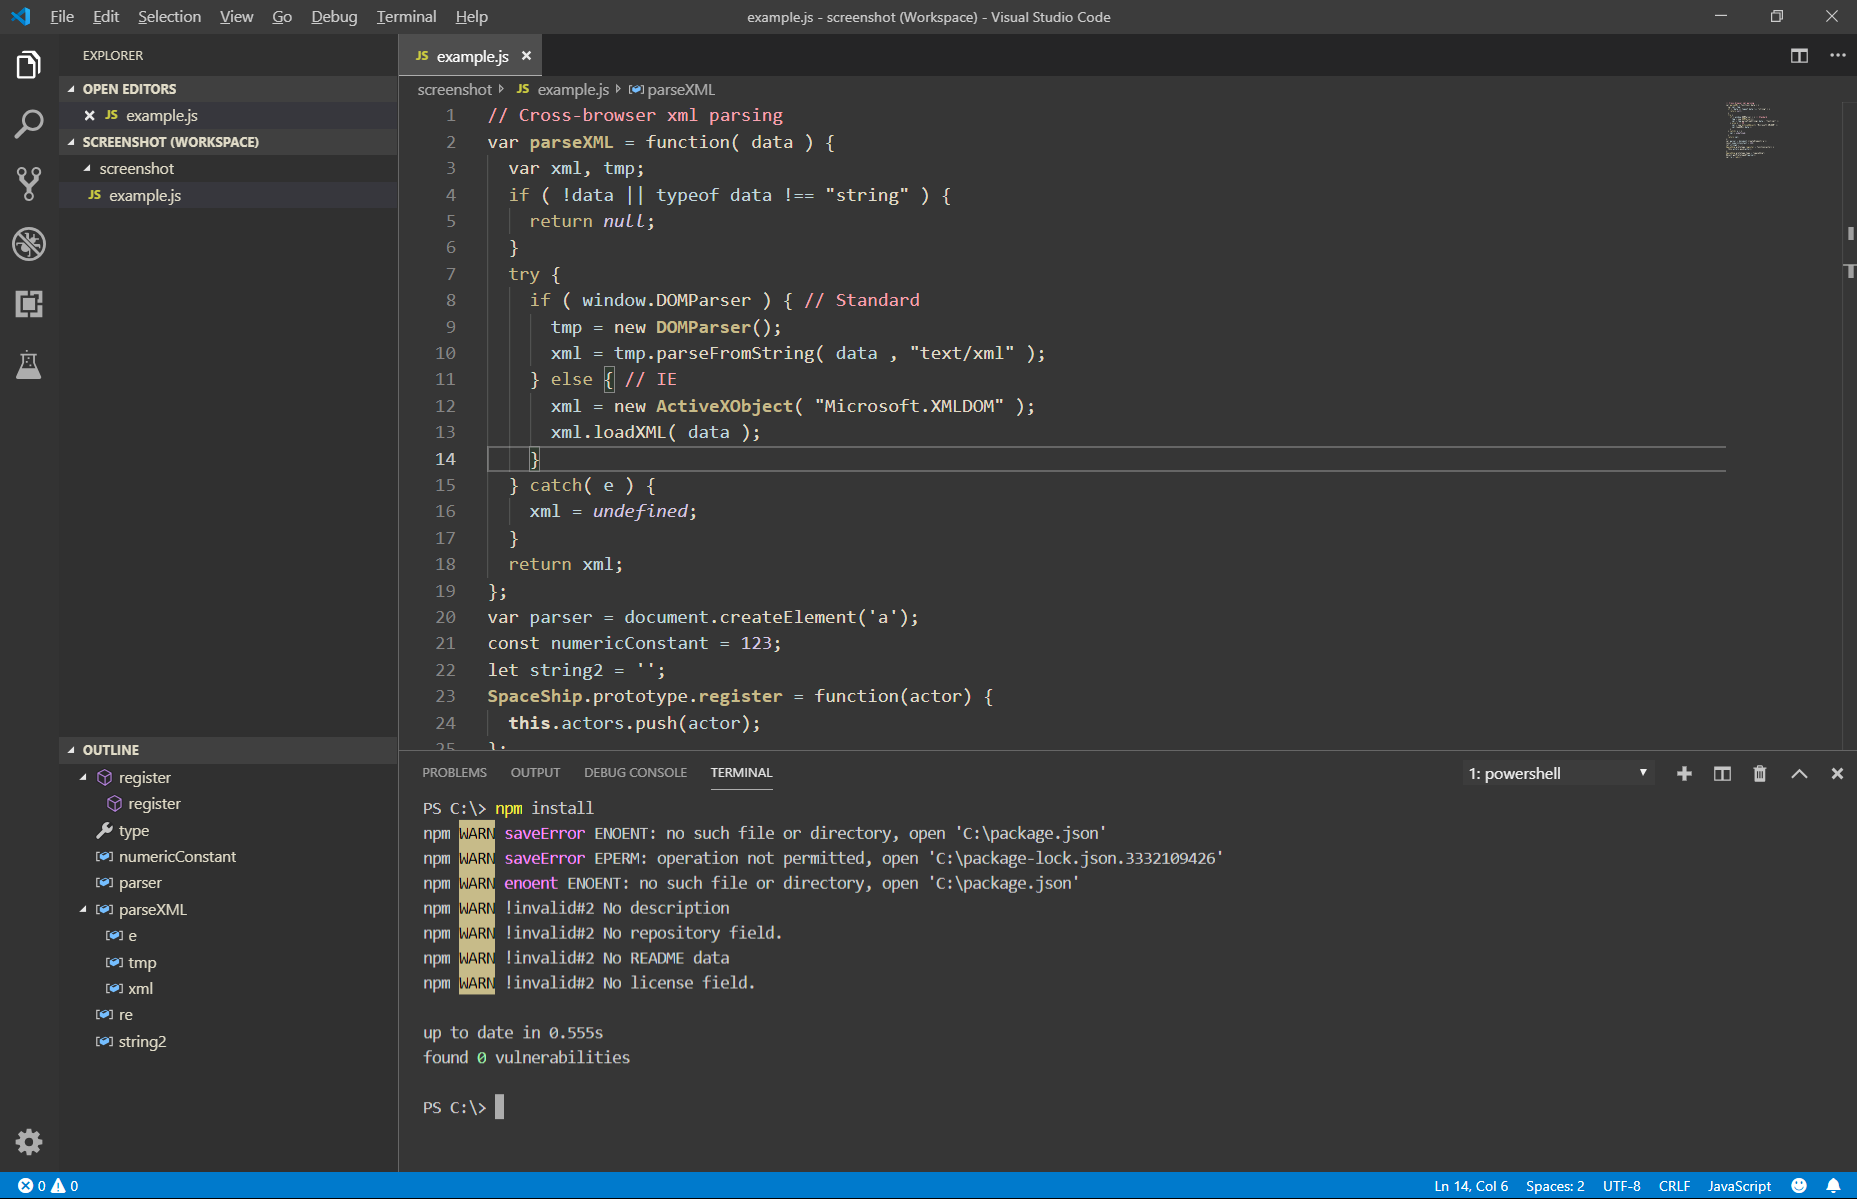 File Edit Selection View Go Debug Terminal Help
example.js - screenshot (Workspace) - Visual Studio Code
EXPLORER
OPEN EDITORS
JS example.js
SCREENSHOT (WORKSPACE)
screenshot
JS example.js
JS example.js
screenshot JS example.js parseXML
1 // Cross-browser xml parsing
2 var parseXML = function( data ) {
3 var xml, tmp;
4 if ( !data || typeof data !== "string" ) {
5 return null;
6 }
7 try {
8 if ( window.DOMParser ) { // Standard
9 tmp = new DOMParser();
10 xml = tmp.parseFromString( data , "text/xml" );
11 } else { // IE
12 xml = new ActiveXObject( "Microsoft.XMLDOM" );
13 xml.loadXML( data );
14 }
15 } catch( e ) {
16 xml = undefined;
17 }
18 return xml;
19 };
20 var parser = document.createElement('a');
21 const numericConstant = 123;
22 let string2 = '';
23 SpaceShip.prototype.register = function(actor) {
24 this.actors.push(actor);
25 };
OUTLINE
register
register
type
numericConstant
parser
parseXML
e
tmp
xml
re
string2
PROBLEMS OUTPUT DEBUG CONSOLE TERMINAL
1: powershell
PS C:\> npm install
npm WARN saveError ENOENT: no such file or directory, open 'C:\package.json'
npm WARN saveError EPERM: operation not permitted, open 'C:\package-lock.json.3332109426'
npm WARN enoent ENOENT: no such file or directory, open 'C:\package.json'
npm WARN !invalid#2 No description
npm WARN !invalid#2 No repository field.
npm WARN !invalid#2 No README data
npm WARN !invalid#2 No license field.
up to date in 0.555s
found 0 vulnerabilities
PS C:\>
0 0
Ln 14, Col 6 Spaces: 2 UTF-8 CRLF JavaScript